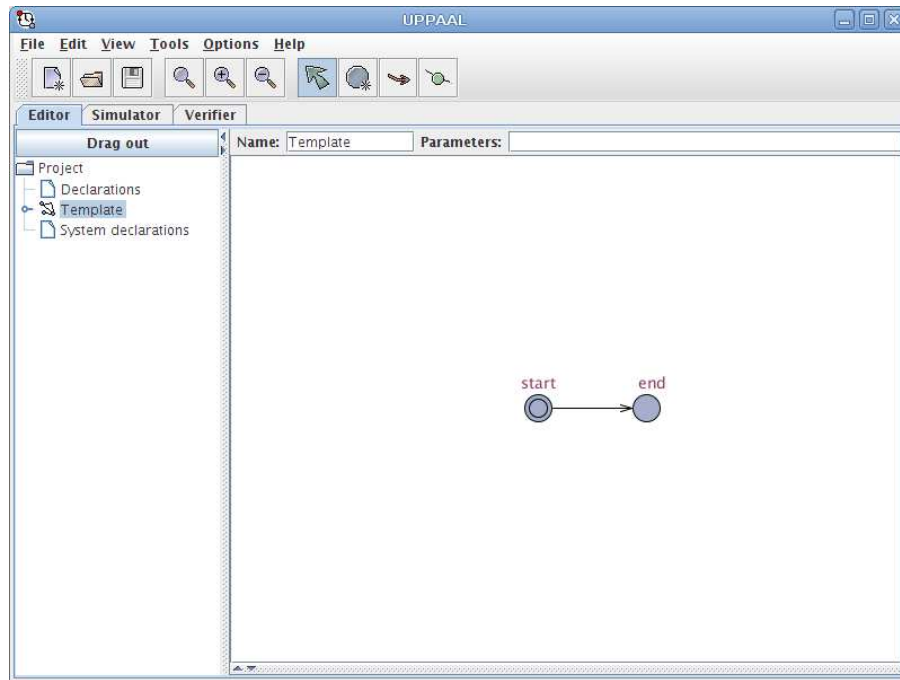 UPPAAL
File Edit View Tools Options Help
Editor Simulator Verifier
Drag out
Name: Template Parameters:
Project
Declarations
Template
System declarations
start end